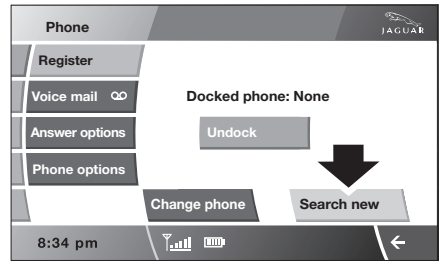 Phone
JAGUAR
Register
Voice mail
Docked phone: None
Answer options
Undock
Phone options
Change phone
Search new
8:34 pm